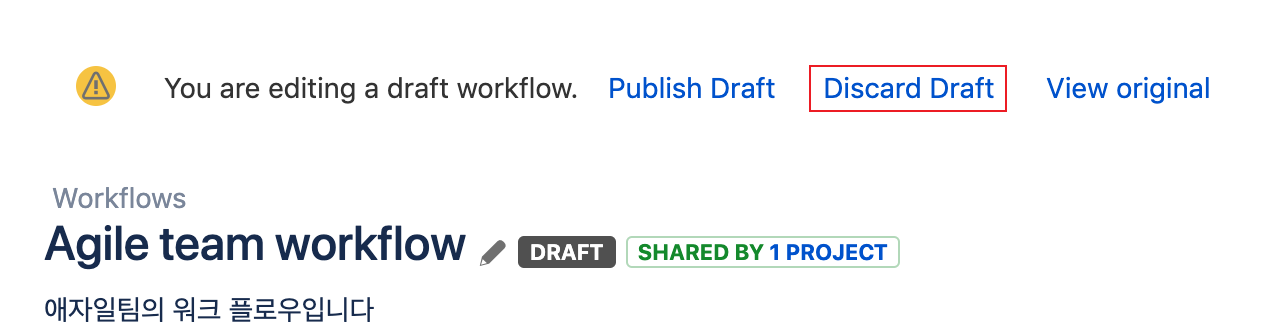 You are editing a draft workflow. Publish Draft Discard Draft View original
Workflows
Agile team workflow DRAFT SHARED BY 1 PROJECT
애자일팀의 워크 플로우입니다